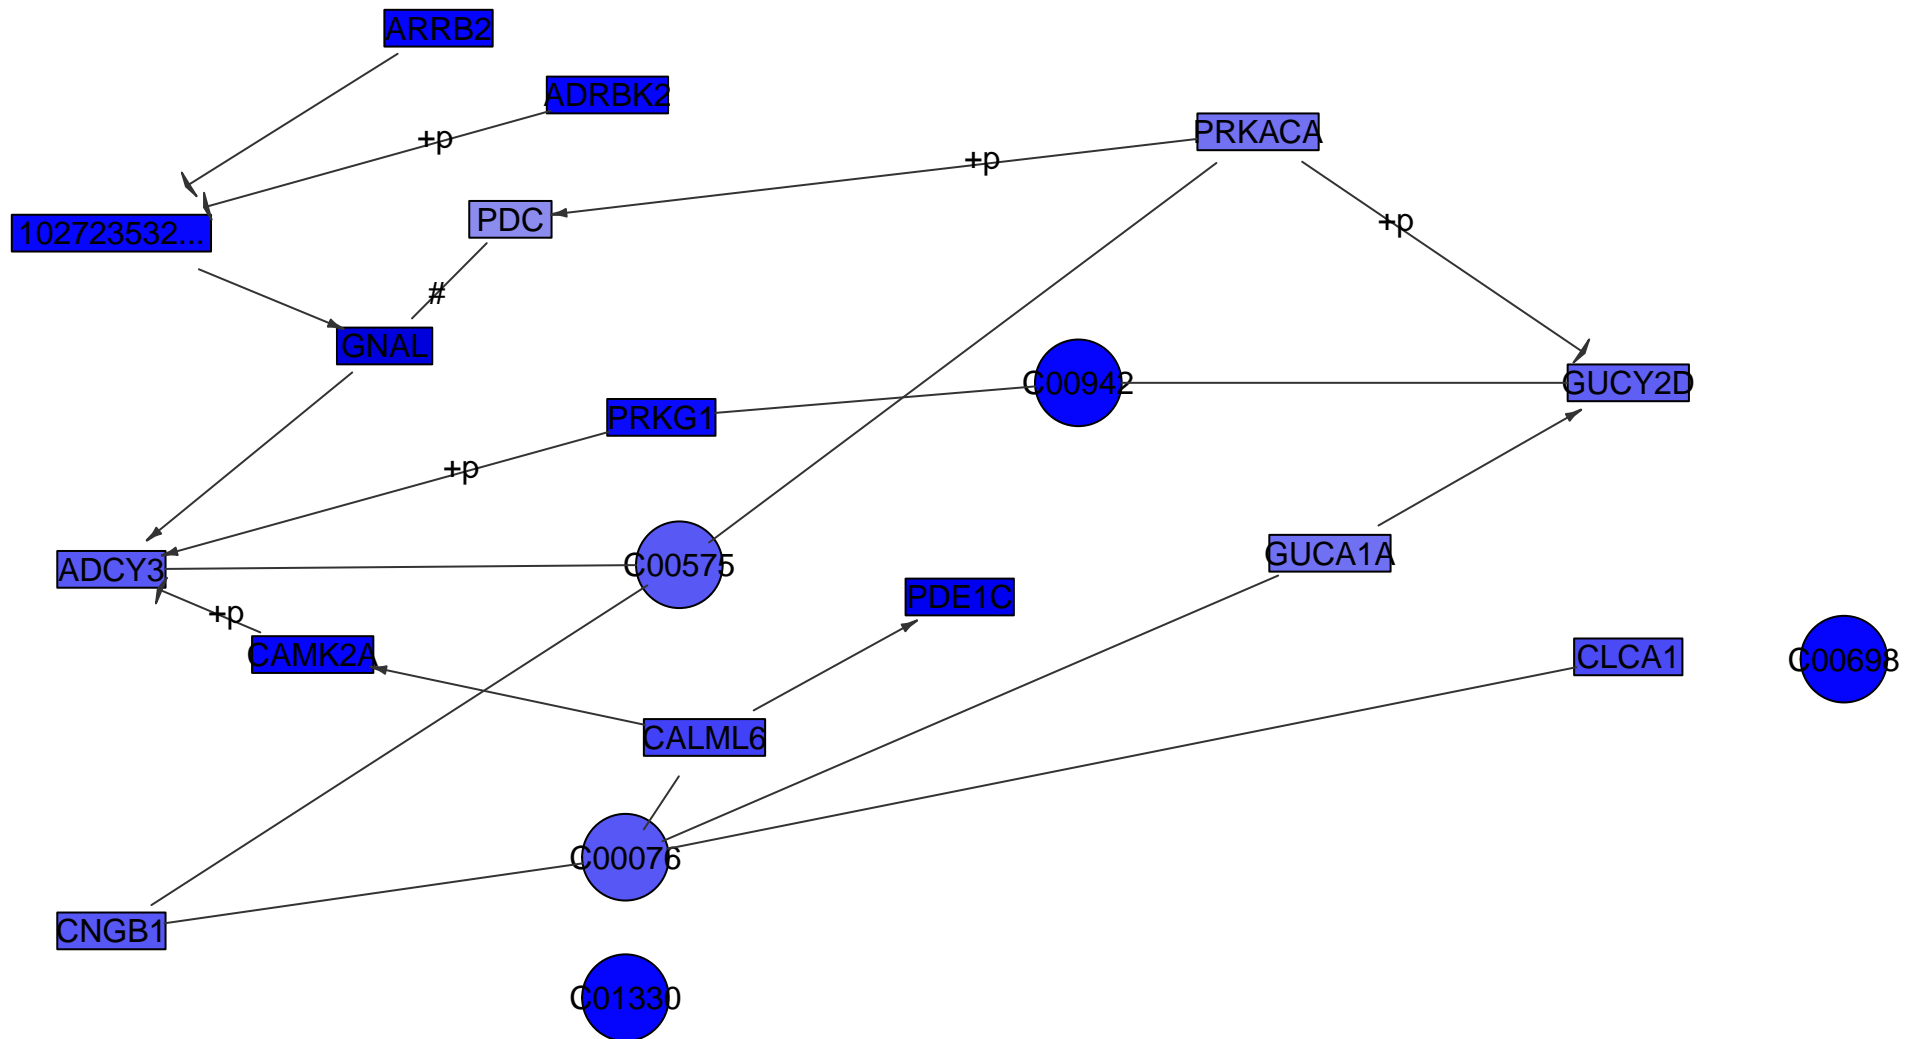 ARRB2
ADRBK2
PRKACA
+p
+p
PDC
+p
102723532...
#
GNAL
C00942
GUCY2D
PRKG1
+p
GUCA1A
C00575
ADCY3
PDE1C
+p
CAMK2A
CLCA1
C00698
CALML6
C00076
CNGB1
C01330